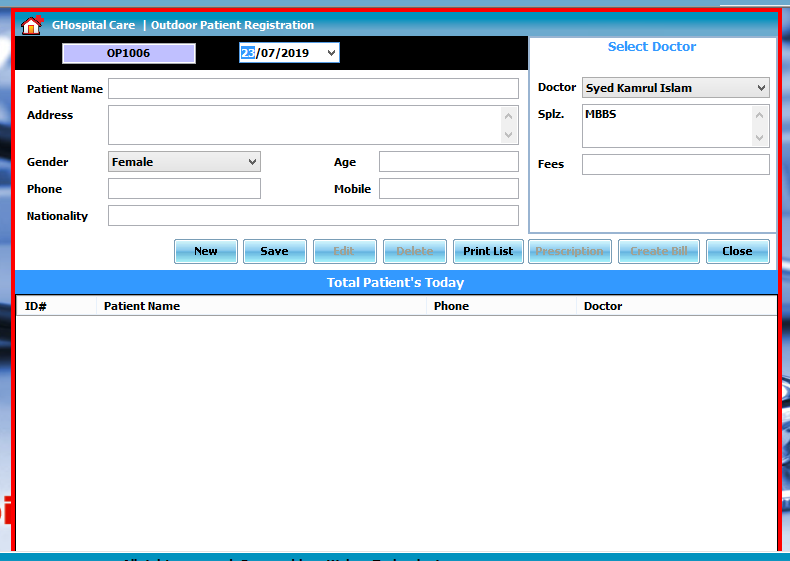 GHospital Care | Outdoor Patient Registration
OP1006 23/07/2019
Select Doctor
Patient Name
Doctor Syed Kamrul Islam
Address
Splz. MBBS
Gender Female Age
Fees
Phone Mobile
Nationality
New Save Edit Delete Print List Prescription Create Bill Close
Total Patient's Today
ID# Patient Name Phone Doctor